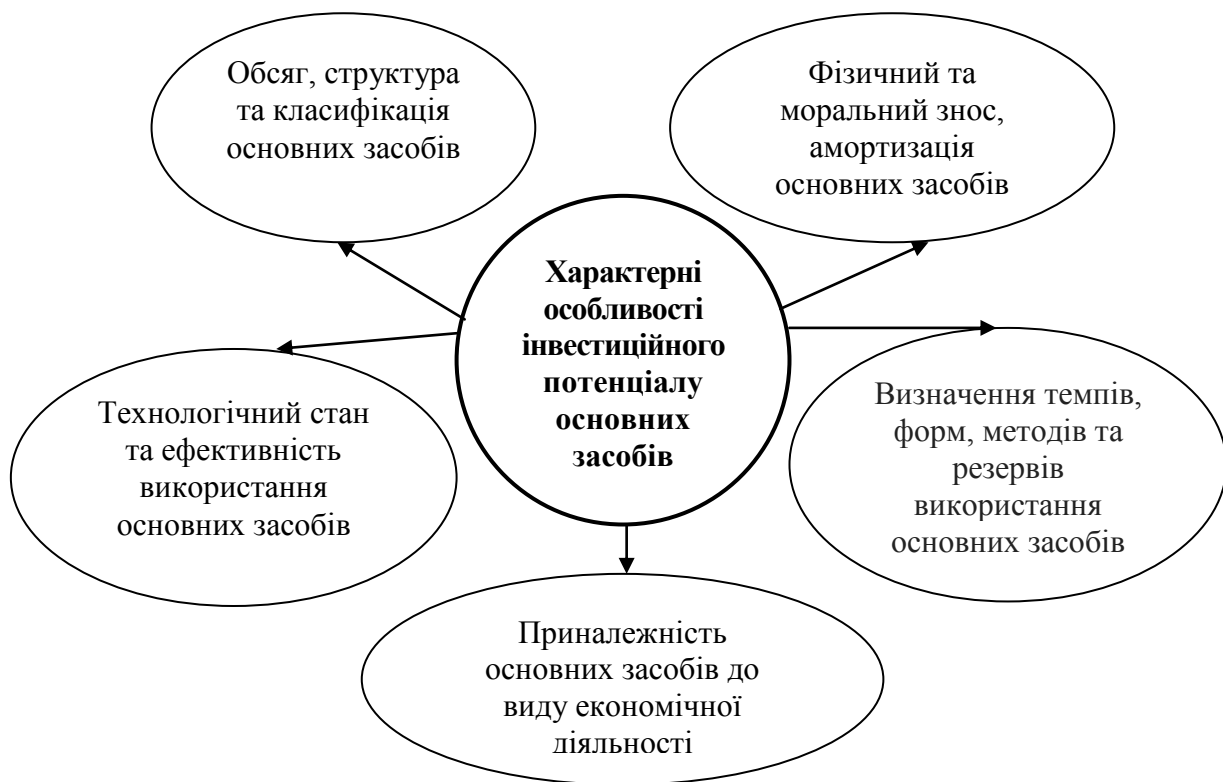 Обсяг, структура
та класифікація
основних засобів
Фізичний та
моральний знос,
амортизація
основних засобів
Характерні
особливості
інвестиційного
потенціалу
основних
засобів
Технологічний стан
та ефективність
використання
основних засобів
Визначення темпів,
форм, методів та
резервів
використання
основних засобів
Приналежність
основних засобів до
виду економічної
діяльності